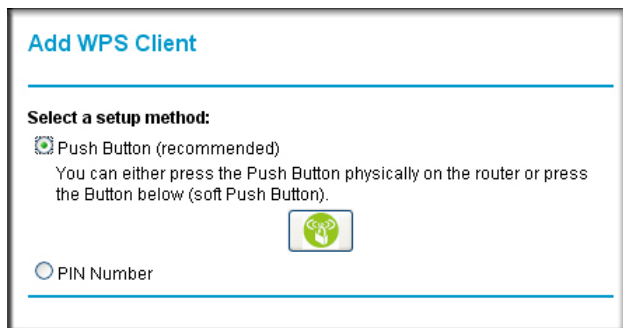 Add WPS Client
Select a setup method:
Push Button (recommended)
You can either press the Push Button physically on the router or press
the Button below (soft Push Button).
PIN Number